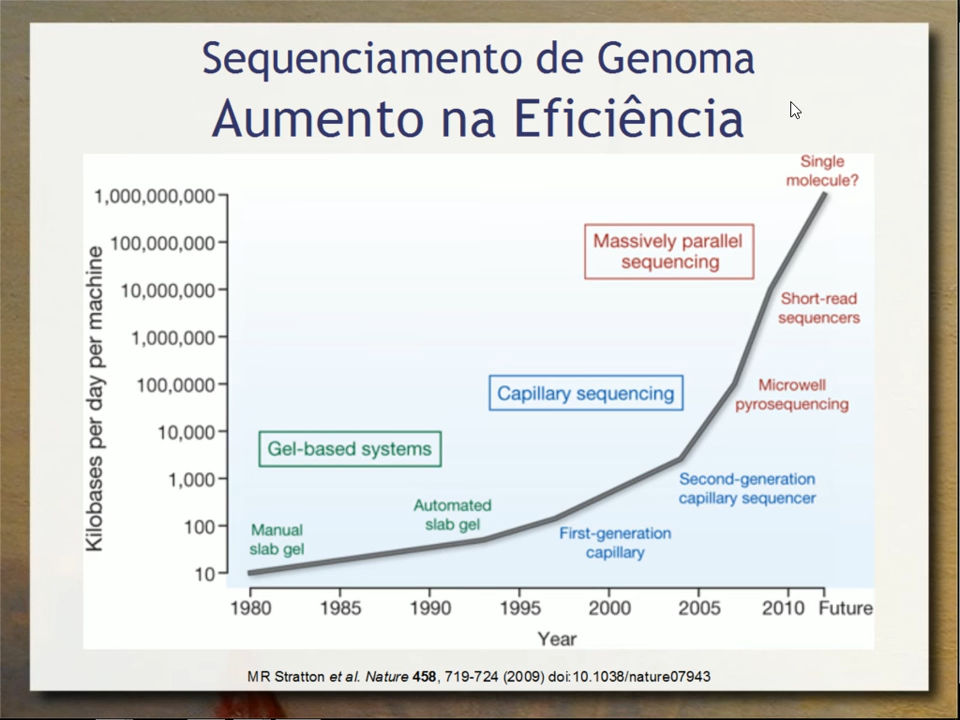 Sequenciamento de Genoma
Aumento na Eficiência
Single
molecule?
1,000,000,000
100,000,000
10,000,000
1,000,000
100,0000
10,000
1,000
100
10
Kilobases per day per machine
Massively parallel
sequencing
Short-read
sequencers
Capillary sequencing
Microwell
pyrosequencing
Gel-based systems
Second-generation
capillary sequencer
Automated
slab gel
Manual
slab gel
First-generation
capillary
1980 1985 1990 1995 2000 2005 2010 Future
Year
MR Stratton et al. Nature 458, 719-724 (2009) doi:10.1038/nature07943